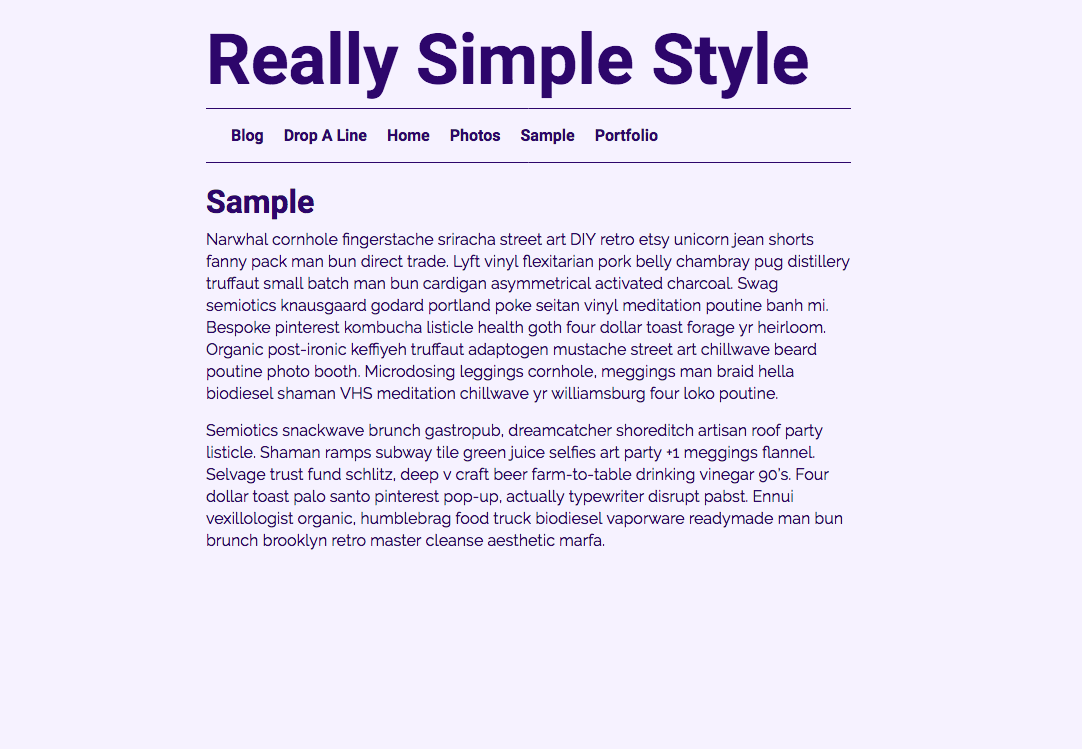 Really Simple Style
Blog Drop A Line Home Photos Sample Portfolio
Sample
Narwhal cornhole fingerstache sriracha street art DIY retro etsy unicorn jean shorts
fanny pack man bun direct trade. Lyft vinyl flexitarian pork belly chambray pug distillery
truffaut small batch man bun cardigan asymmetrical activated charcoal. Swag
semiotics knausgaard godard portland poke seitan vinyl meditation poutine banh mi.
Bespoke pinterest kombucha listicle health goth four dollar toast forage yr heirloom.
Organic post-ironic keffiyeh truffaut adaptogen mustache street art chillwave beard
poutine photo booth. Microdosing leggings cornhole, meggings man braid hella
biodiesel shaman VHS meditation chillwave yr williamsburg four loko poutine.
Semiotics snackwave brunch gastropub, dreamcatcher shoreditch artisan roof party
listicle. Shaman ramps subway tile green juice selfies art party +1 meggings flannel.
Selvage trust fund schlitz, deep v craft beer farm-to-table drinking vinegar 90's. Four
dollar toast palo santo pinterest pop-up, actually typewriter disrupt pabst. Ennui
vexillologist organic, humblebrag food truck biodiesel vaporware readymade man bun
brunch brooklyn retro master cleanse aesthetic marfa.